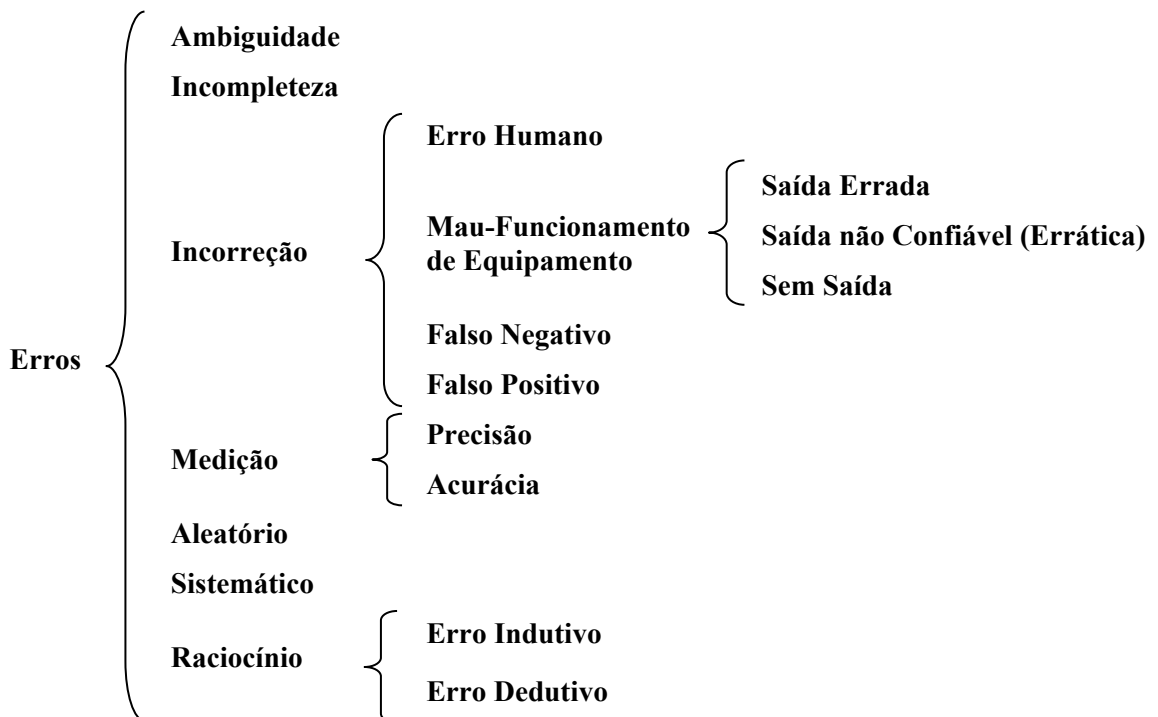 Ambiguidade
Incompleteza
Erro Humano
Saída Errada
Mau-Funcionamento
de Equipamento
Saída não Confiável (Errática)
Incorreção
Sem Saída
Falso Negativo
Erros
Falso Positivo
Precisão
Medição
Acurácia
Aleatório
Sistemático
Erro Indutivo
Raciocínio
Erro Dedutivo